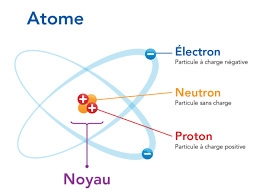 Atome
Électron
Particule à charge négative
Neutron
Particule sans charge
Proton
Particule à charge positive
Noyau